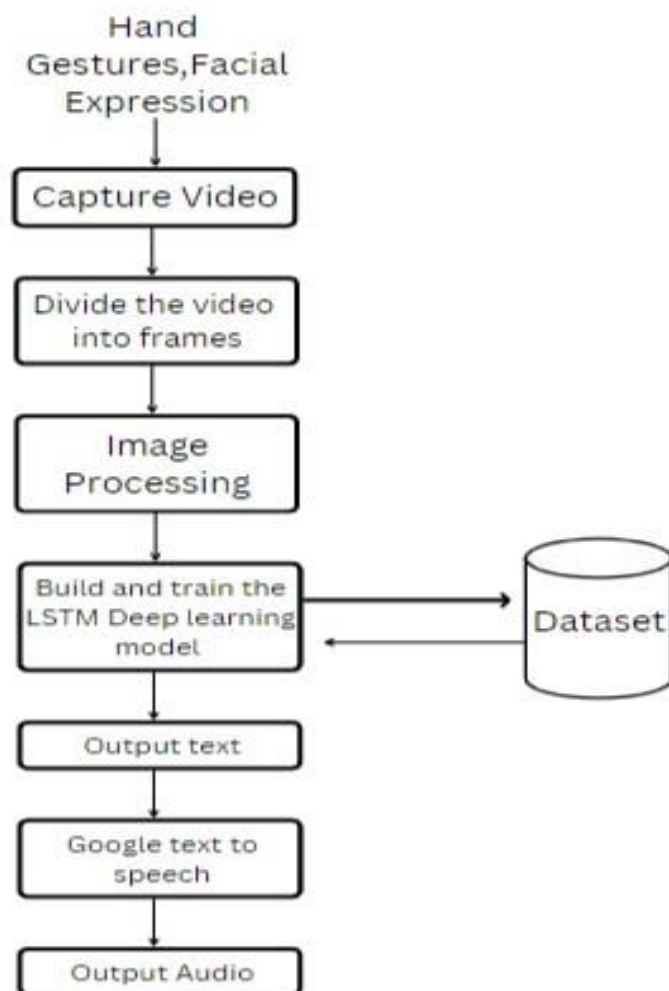 Hand
Gestures,Facial
Expression
Capture Video
Divide the video
into frames
Image
Processing
Build and train the
LSTM Deep learning
model
Dataset
Output text
Google text to
speech
Output Audio